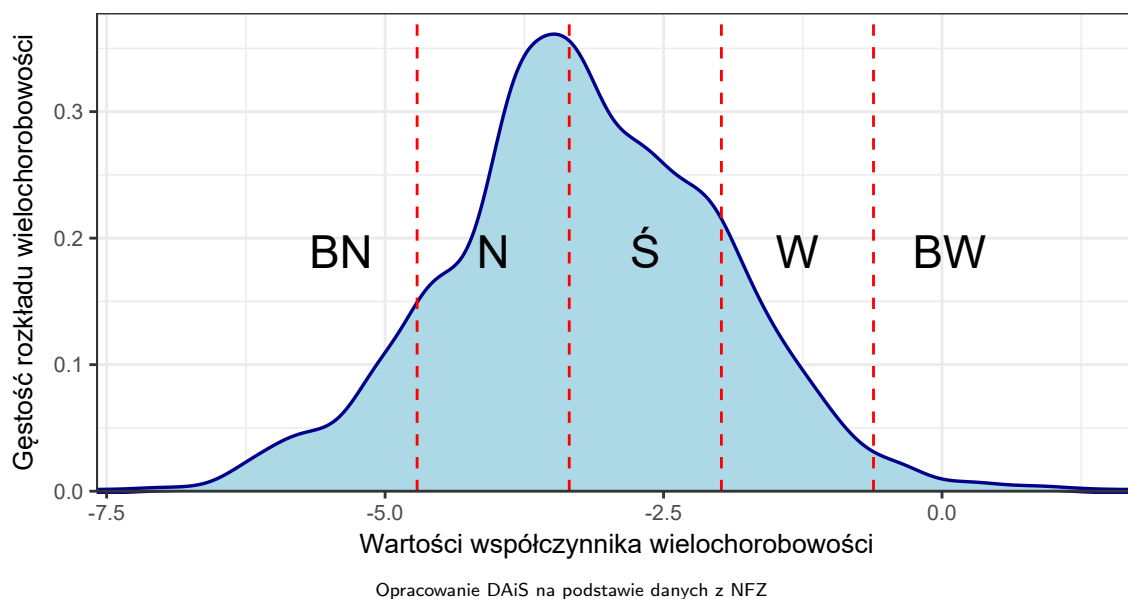 Gęstość rozkładu wielochorobowości
0.3
0.2
0.1
0.0
BN N Ś W BW
-7.5 -5.0 -2.5 0.0
Wartości współczynnika wielochorobowości
Opracowanie DAiS na podstawie danych z NFZ